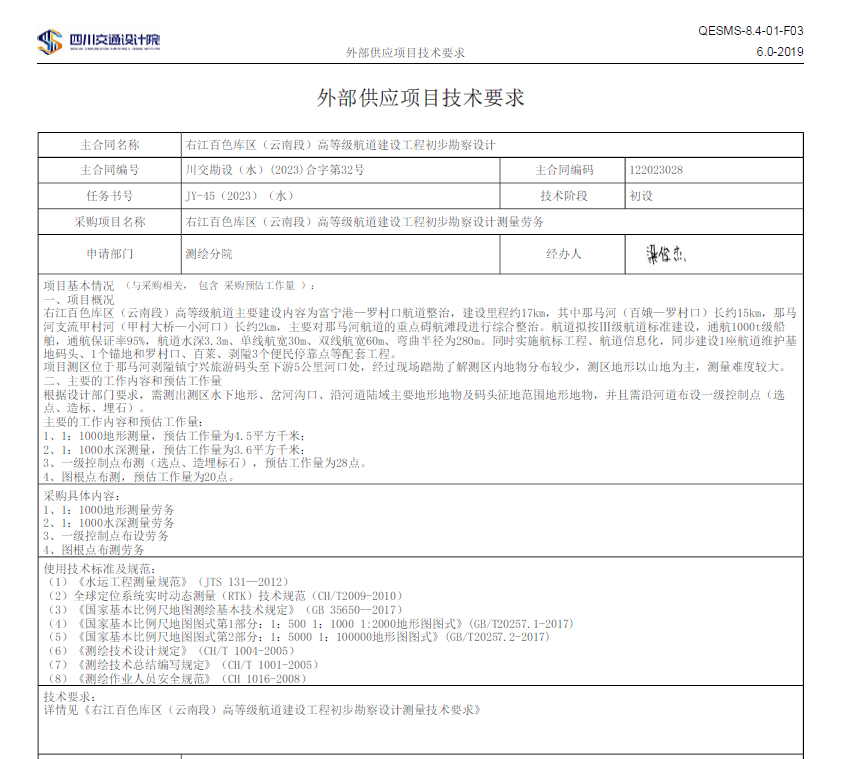 四川交通设计院
QESMS-8.4-01-F03
外部供应项目技术要求
6.0-2019
外部供应项目技术要求
主合同名称 右江百色库区（云南段）高等级航道建设工程初步勘察设计
主合同编号 川交勘设（水）(2023)合字第32号 主合同编码 122023028
任务书号 JY-45（2023）（水） 技术阶段 初设
采购项目名称 右江百色库区（云南段）高等级航道建设工程初步勘察设计测量劳务
申请部门 测绘分院 经办人 梁俊杰
项目基本情况 （与采购相关， 包含 采购预估工作量 ）：
一、项目概况
右江百色库区（云南段）高等级航道主要建设内容为富宁港—罗村口航道整治，建设里程约17km，其中那马河（百娥—罗村口）长约15km，那马
河支流甲村河（甲村大桥—小河口）长约2km，主要对那马河航道的重点碍航滩段进行综合整治。航道拟按Ⅲ级航道标准建设，通航1000t级船
舶，通航保证率95%，航道水深3.3m、单线航宽30m、双线航宽60m、弯曲半径为280m。同时实施航标工程、航道信息化，同步建设1座航道维护基
地码头、1个锚地和罗村口、百莱、剥隘3个便民停靠点等配套工程。
项目测区位于那马河剥隘镇宁兴旅游码头至下游5公里河口处，经过现场踏勘了解测区内地物分布较少，测区地形以山地为主，测量难度较大。
二、主要的工作内容和预估工作量
根据设计部门要求，需测出测区水下地形、岔河沟口、沿河道陆域主要地形地物及码头征地范围地形地物，并且需沿河道布设一级控制点（选
点、造标、埋石）。
主要的工作内容和预估工作量：
1、1：1000地形测量，预估工作量为4.5平方千米；
2、1：1000水深测量，预估工作量为3.6平方千米；
3、一级控制点布测（选点、造埋标石），预估工作量为28点。
4、图根点布测，预估工作量为20点。
采购具体内容：
1、1：1000地形测量劳务
2、1：1000水深测量劳务
3、一级控制点布设劳务
4、图根点布测劳务
使用技术标准及规范：
（1）《水运工程测量规范》（JTS 131—2012）
（2）全球定位系统实时动态测量（RTK）技术规范（CH/T2009-2010）
（3）《国家基本比例尺地图测绘基本技术规定》（GB 35650--2017）
（4）《国家基本比例尺地图图式第1部分：1：500 1：1000 1:2000地形图图式》(GB/T20257.1-2017)
（5）《国家基本比例尺地图图式第2部分：1：5000 1：100000地形图图式》(GB/T20257.2-2017)
（6）《测绘技术设计规定》（CH/T 1004-2005）
（7）《测绘技术总结编写规定》（CH/T 1001-2005）
（8）《测绘作业人员安全规范》（CH 1016-2008）
技术要求：
详情见《右江百色库区（云南段）高等级航道建设工程初步勘察设计测量技术要求》